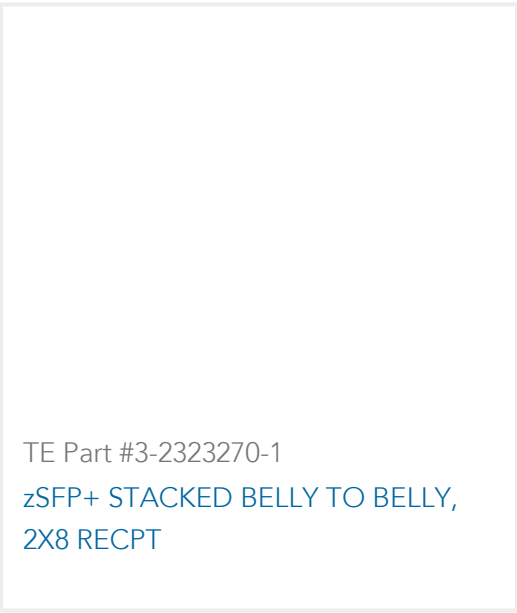 TE Part #3-2323270-1
zSFP+ STACKED BELLY TO BELLY,
2X8 RECPT